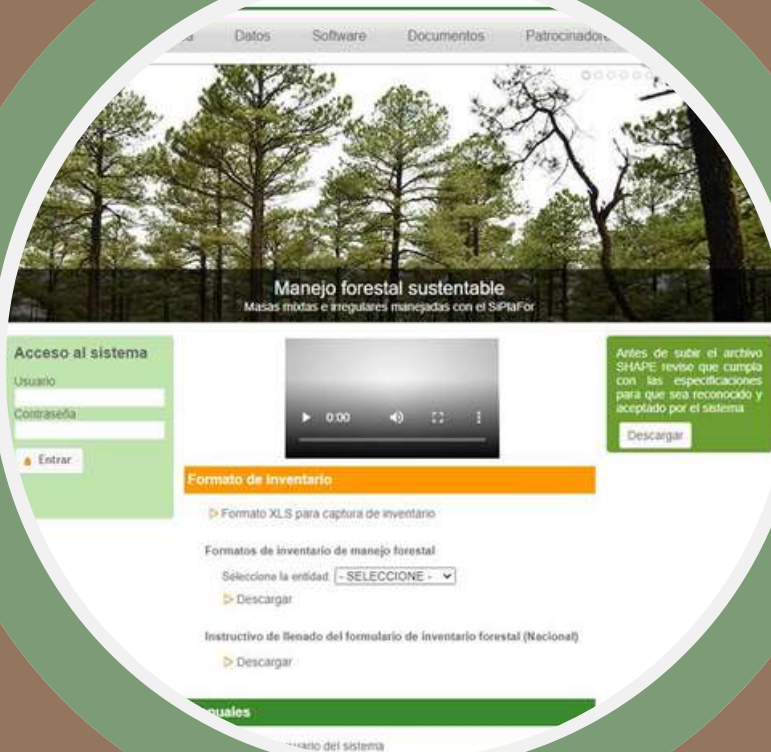 Datos Software Documentos
Manejo forestal sustentable
Masas mixtas e irregulares manejadas con el SiPlaFor
Acceso al sistema
Usuario
Contraseña
Entrar
0:00
Antes de subir el archivo
SHAPE revise que cumpla
con las especificaciones
para que sea reconocido y
aceptado por el sistema
Descargar
Formato de inventario
Formato XLS para captura de inventario
Formatos de inventario de manejo forestal
Seleccione la entidad: - SELECCIONE -
Descargar
Instructivo de llenado del formulario de inventario forestal (Nacional)
Descargar
del sistema